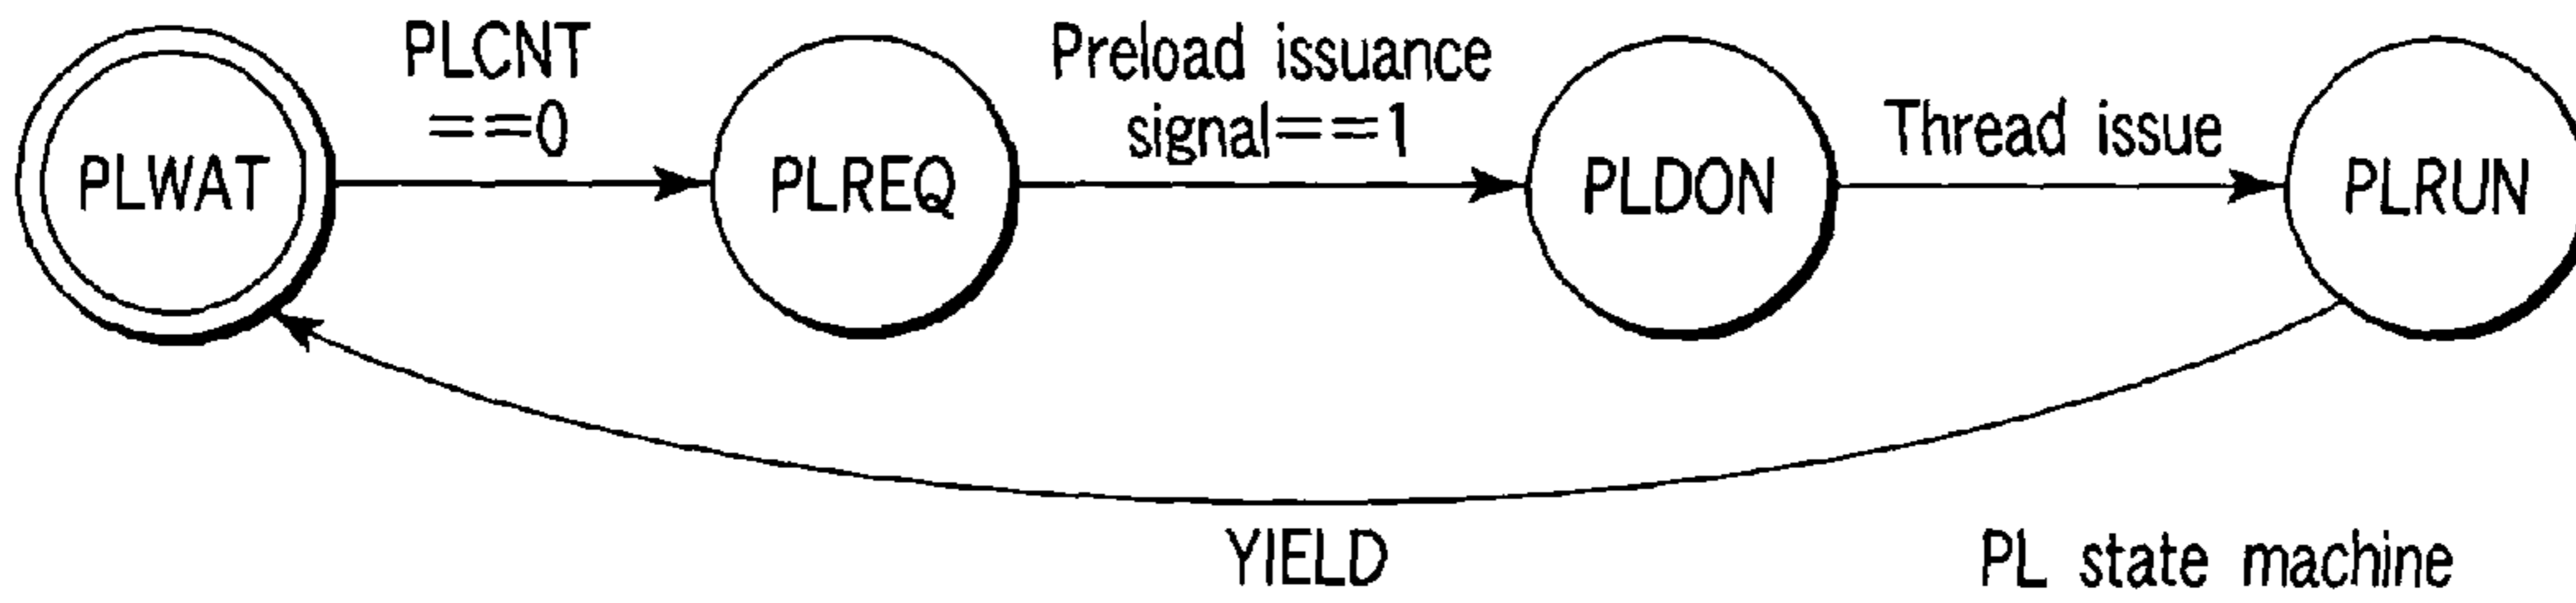 PLWAT
PLCNT
==0
PLREQ
Preload issuance
signal==1
PLDON
Thread issue
PLRUN
YIELD
PL state machine